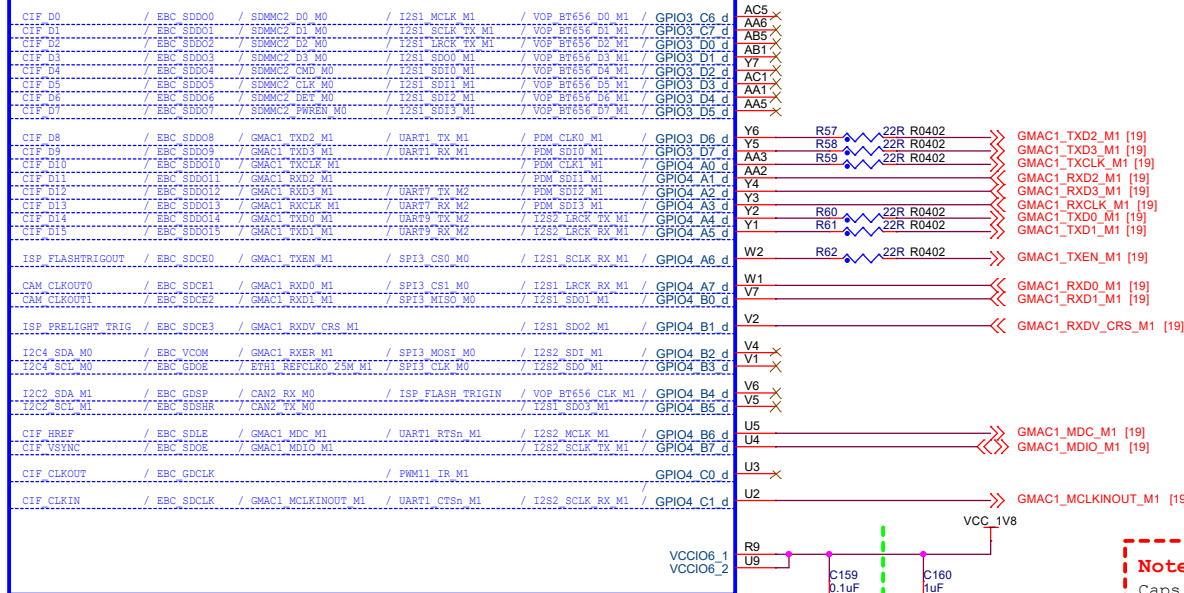 CIF_D0 / EBC_SDDO0 / SDMMC2_D0_M0 / I2S1_MCLK_M1 / VOP_BT656_D0_M1 / GPIO3_C6_d AC5
CIF_D1 / EBC_SDDO1 / SDMMC2_D1_M0 / I2S1_SCLK_TX_M1 / VOP_BT656_D1_M1 / GPIO3_C7_d AA6
CIF_D2 / EBC_SDDO2 / SDMMC2_D2_M0 / I2S1_LRCK_TX_M1 / VOP_BT656_D2_M1 / GPIO3_D0_d AB5
CIF_D3 / EBC_SDDO3 / SDMMC2_D3_M0 / I2S1_SDO0_M1 / VOP_BT656_D3_M1 / GPIO3_D1_d AB1
CIF_D4 / EBC_SDDO4 / SDMMC2_CMD_M0 / I2S1_SDI0_M1 / VOP_BT656_D4_M1 / GPIO3_D2_d Y7
CIF_D5 / EBC_SDDO5 / SDMMC2_CLK_M0 / I2S1_SDI1_M1 / VOP_BT656_D5_M1 / GPIO3_D3_d AC1
CIF_D6 / EBC_SDDO6 / SDMMC2_DET_M0 / I2S1_SDI2_M1 / VOP_BT656_D6_M1 / GPIO3_D4_d AA1
CIF_D7 / EBC_SDDO7 / SDMMC2_PWREN_M0 / I2S1_SDI3_M1 / VOP_BT656_D7_M1 / GPIO3_D5_d AA5
CIF_D8 / EBC_SDDO8 / GMAC1_TXD2_M1 / UART1_TX_M1 / PDM_CLK0_M1 / GPIO3_D6_d Y6 R57 22R R0402 GMAC1_TXD2_M1 [19]
CIF_D9 / EBC_SDDO9 / GMAC1_TXD3_M1 / UART1_RX_M1 / PDM_SDI0_M1 / GPIO3_D7_d Y5 R58 22R R0402 GMAC1_TXD3_M1 [19]
CIF_D10 / EBC_SDDO10 / GMAC1_TXCLK_M1 / PDM_CLK1_M1 / GPIO4_A0_d AA3 R59 22R R0402 GMAC1_TXCLK_M1 [19]
CIF_D11 / EBC_SDDO11 / GMAC1_RXD2_M1 / PDM_SDI1_M1 / GPIO4_A1_d AA2 GMAC1_RXD2_M1 [19]
CIF_D12 / EBC_SDDO12 / GMAC1_RXD3_M1 / UART7_TX_M2 / PDM_SDI2_M1 / GPIO4_A2_d Y4 GMAC1_RXD3_M1 [19]
CIF_D13 / EBC_SDDO13 / GMAC1_RXCLK_M1 / UART7_RX_M2 / PDM_SDI3_M1 / GPIO4_A3_d Y3 GMAC1_RXCLK_M1 [19]
CIF_D14 / EBC_SDDO14 / GMAC1_TXD0_M1 / UART9_TX_M2 / I2S2_LRCK_TX_M1 / GPIO4_A4_d Y2 R60 22R R0402 GMAC1_TXD0_M1 [19]
CIF_D15 / EBC_SDDO15 / GMAC1_TXD1_M1 / UART9_RX_M2 / I2S2_LRCK_RX_M1 / GPIO4_A5_d Y1 R61 22R R0402 GMAC1_TXD1_M1 [19]
ISP_FLASHTRIGOUT / EBC_SDCE0 / GMAC1_TXEN_M1 / SPI3_CS0_M0 / I2S1_SCLK_RX_M1 / GPIO4_A6_d W2 R62 22R R0402 GMAC1_TXEN_M1 [19]
CAM_CLKOUT0 / EBC_SDCE1 / GMAC1_RXD0_M1 / SPI3_CS1_M0 / I2S1_LRCK_RX_M1 / GPIO4_A7_d W1 GMAC1_RXD0_M1 [19]
CAM_CLKOUT1 / EBC_SDCE2 / GMAC1_RXD1_M1 / SPI3_MISO_M0 / I2S1_SDO1_M1 / GPIO4_B0_d V7 GMAC1_RXD1_M1 [19]
ISP_PRELIGHT_TRIG / EBC_SDCE3 / GMAC1_RXDV_CRS_M1 / I2S1_SDO2_M1 / GPIO4_B1_d V2 GMAC1_RXDV_CRS_M1 [19]
I2C4_SDA_M0 / EBC_VCOM / GMAC1_RXER_M1 / SPI3_MOSI_M0 / I2S2_SDI_M1 / GPIO4_B2_d V4
I2C4_SCL_M0 / EBC_GDOE / ETH1_REFCLKO_25M_M1 / SPI3_CLK_M0 / I2S2_SDO_M1 / GPIO4_B3_d V1
I2C2_SDA_M1 / EBC_GDSP / CAN2_RX_M0 / ISP_FLASH_TRIGIN / VOP_BT656_CLK_M1 / GPIO4_B4_d V6
I2C2_SCL_M1 / EBC_SDSHR / CAN2_TX_M0 / I2S1_SDO3_M1 / GPIO4_B5_d V5
CIF_HREF / EBC_SDLE / GMAC1_MDC_M1 / UART1_RTSn_M1 / I2S2_MCLK_M1 / GPIO4_B6_d U5 GMAC1_MDC_M1 [19]
CIF_VSYNC / EBC_SDOE / GMAC1_MDIO_M1 / I2S2_SCLK_TX_M1 / GPIO4_B7_d U4 GMAC1_MDIO_M1 [19]
CIF_CLKOUT / EBC_GDCLK / PWM11_IR_M1 GPIO4_C0_d U3
/
CIF_CLKIN / EBC_SDCLK / GMAC1_MCLKINOUT_M1 / UART1_CTSn_M1 / I2S2_SCLK_RX_M1 / GPIO4_C1_d U2 GMAC1_MCLKINOUT_M1 [19
VCC_1V8
VCCIO6_1 R9
VCCIO6_2 U9
C159 C160
0.1uF 1uF
Note
Caps